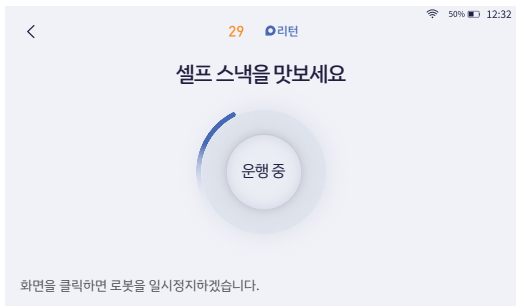 50% 12:32
29 리턴
셀프 스낵을 맛보세요
운행 중
화면을 클릭하면 로봇을 일시정지하겠습니다.